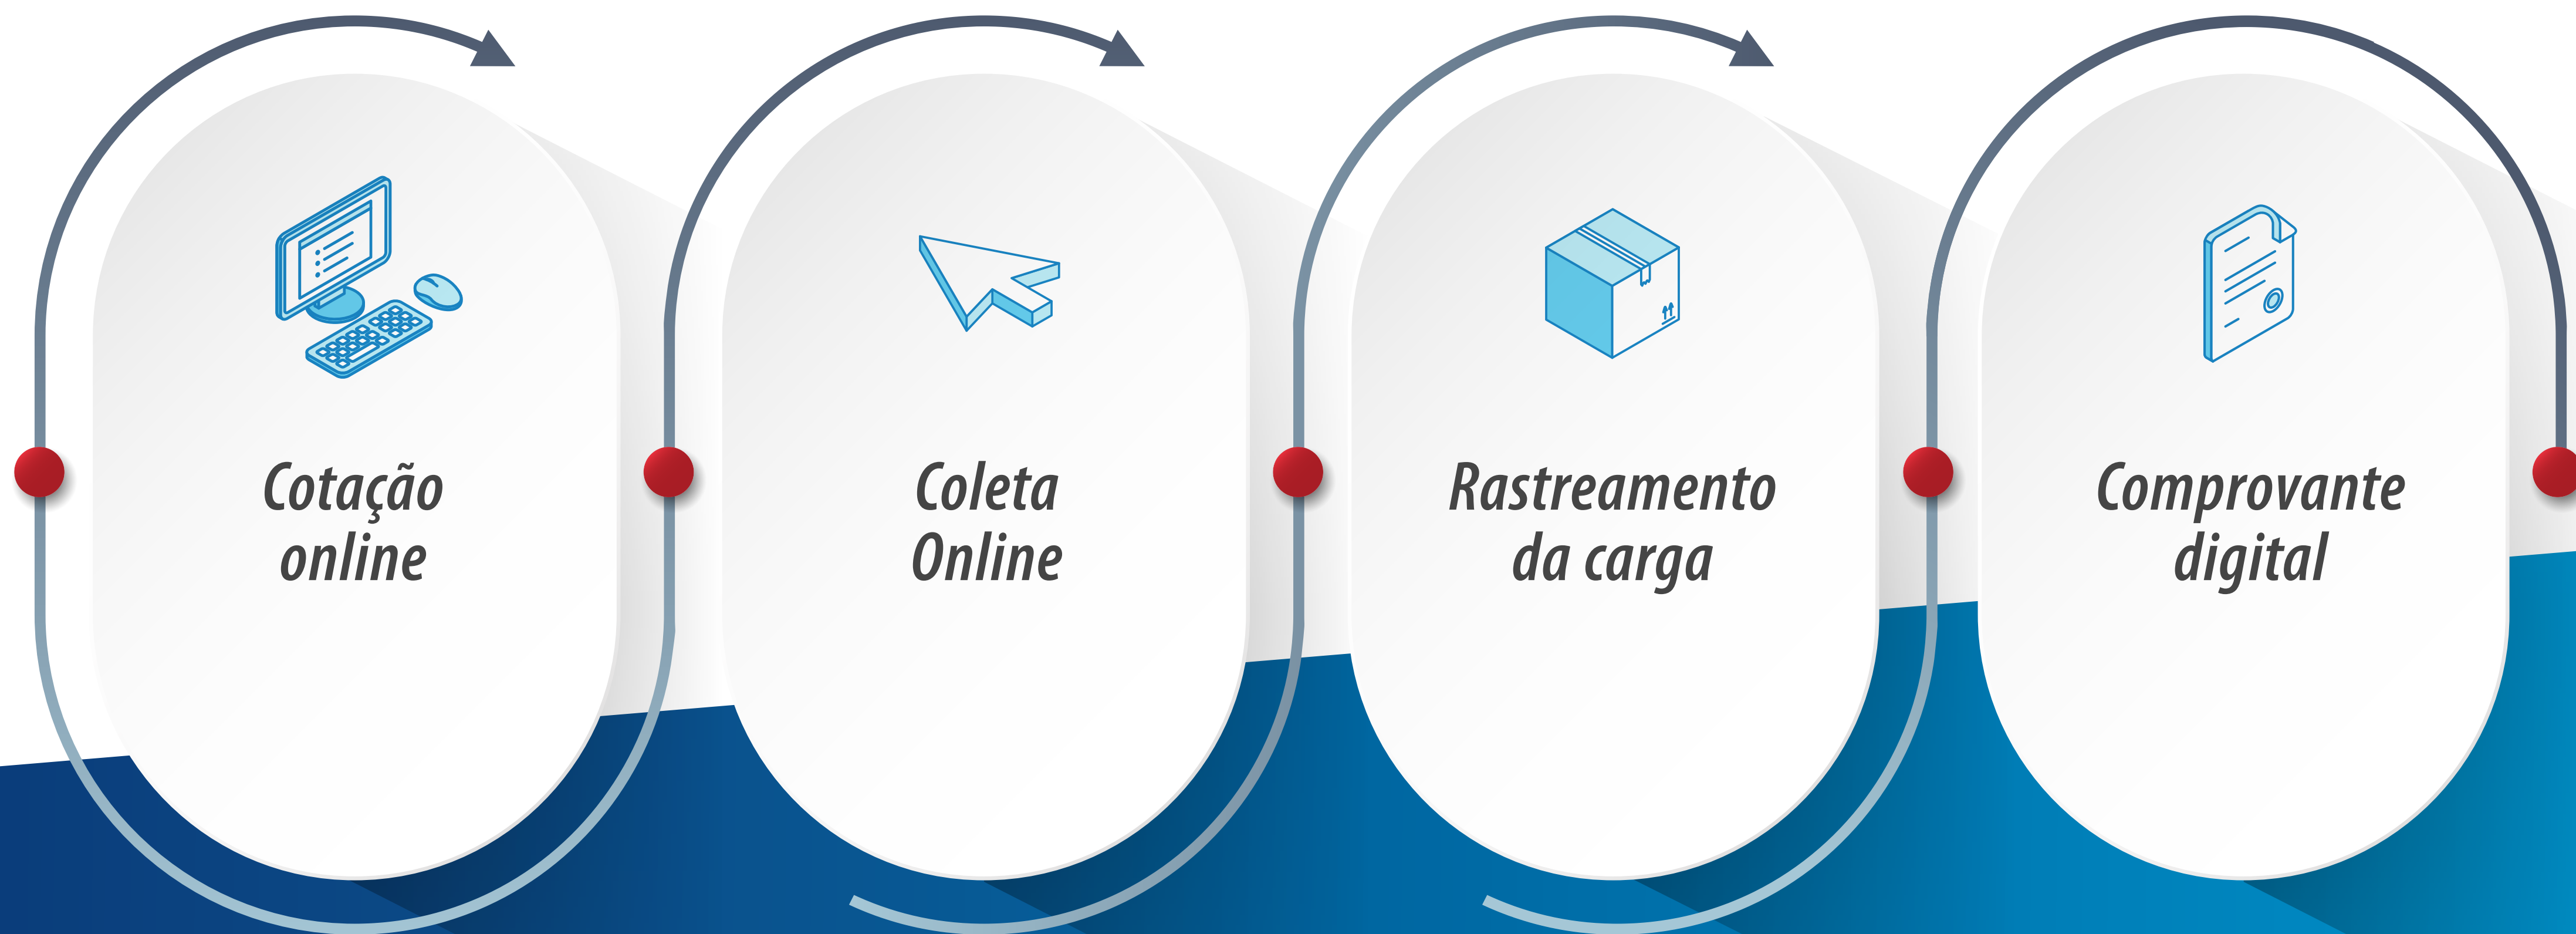 Cotação
online
Coleta
Online
Rastreamento
da carga
Comprovante
digital